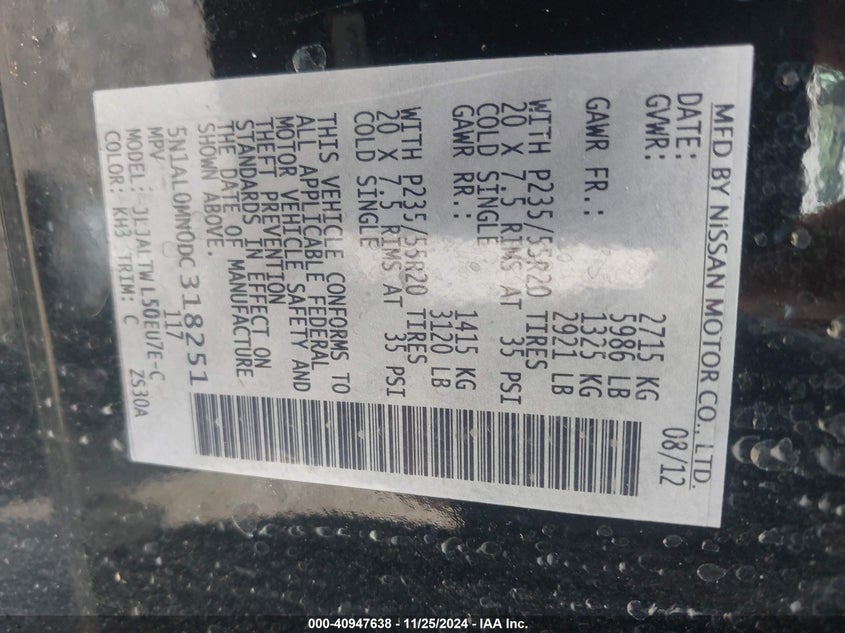 MFD BY NISSAN MOTOR CO., LTD.
DATE: 08/12
GVWR: 2715 KG
5986 LB
GAWR FR.: 1325 KG
2921 LB
WITH P235/55R20 TIRES
20 X 7.5 RIMS AT 35 PSI
COLD SINGLE
GAWR RR.: 1415 KG
3120 LB
WITH P235/55R20 TIRES
20 X 7.5 RIMS AT 35 PSI
COLD SINGLE
THIS VEHICLE CONFORMS TO
ALL APPLICABLE FEDERAL
MOTOR VEHICLE SAFETY AND
THEFT PREVENTION
STANDARDS IN EFFECT ON
THE DATE OF MANUFACTURE
SHOWN ABOVE.
5N1AL0MM0DC318251
MPV 117
MODEL: JLJALTWL50EU7E-C
COLOR: KH3 TRIM: C ZS30A
000-40947638 - 11/25/2024 - IAA Inc.